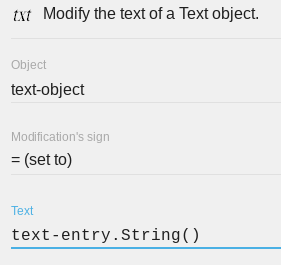 txt Modify the text of a Text object.
Object
text-object
Modification's sign
= (set to)
Text
text-entry.String()